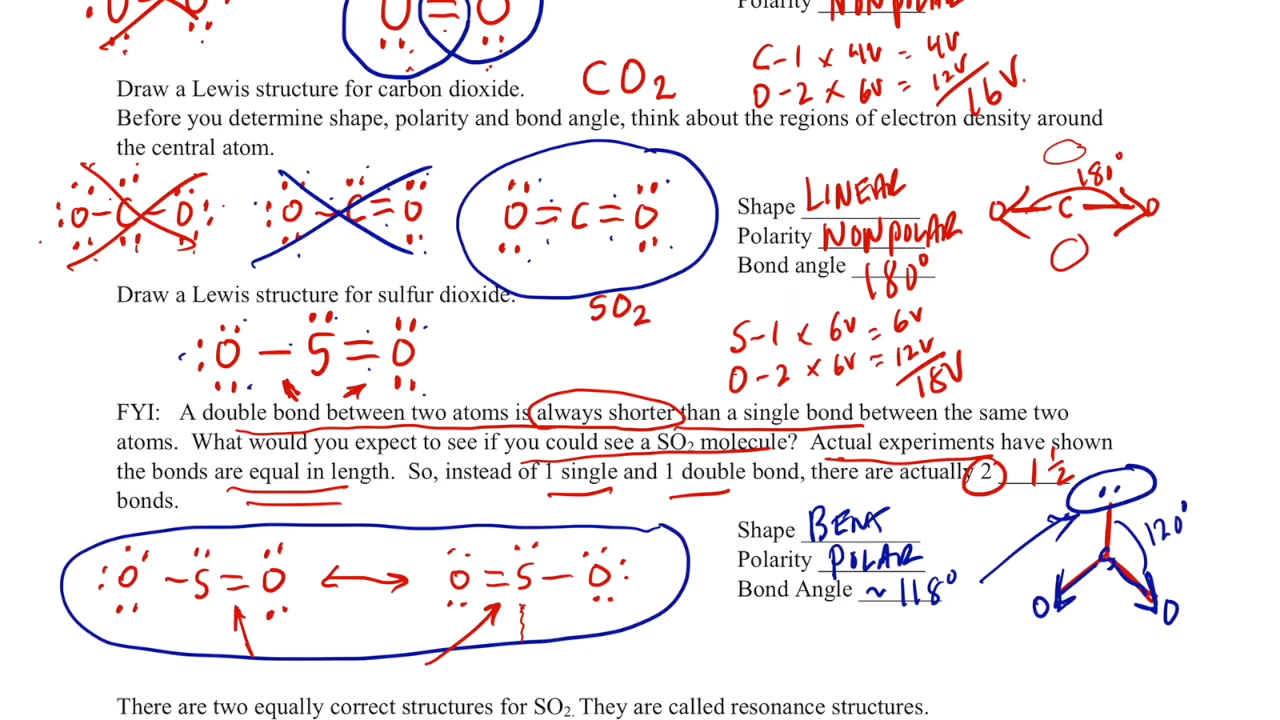 O = O
Polarity NONPOLAR
C-1 x 4V = 4V
O-2 x 6V = 12V
16V.
Draw a Lewis structure for carbon dioxide. CO2
Before you determine shape, polarity and bond angle, think about the regions of electron density around
the central atom.
:O-C-O: O-C=O O=C=O
Shape LINEAR
Polarity NONPOLAR
Bond angle 180°
O C O 180°
Draw a Lewis structure for sulfur dioxide. SO2
:O-S=O
S-1 x 6V = 6V
O-2 x 6V = 12V
18V
FYI: A double bond between two atoms is always shorter than a single bond between the same two
atoms. What would you expect to see if you could see a SO2 molecule? Actual experiments have shown
the bonds are equal in length. So, instead of 1 single and 1 double bond, there are actually 2 1 1/2
bonds.
:O-S=O ↔ O=S-O:
Shape BENT
Polarity POLAR
Bond Angle ~118°
120°
S
O O
There are two equally correct structures for SO2. They are called resonance structures.